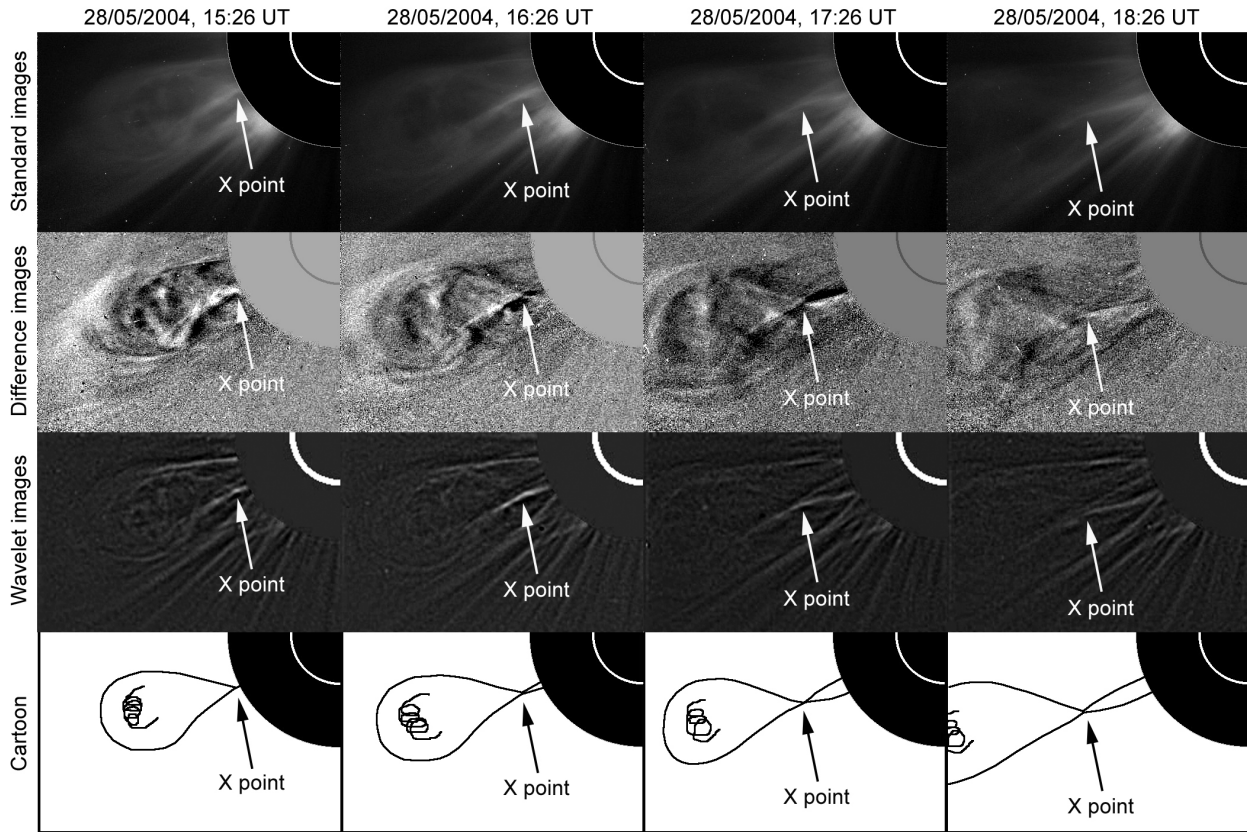 28/05/2004, 15:26 UT
28/05/2004, 16:26 UT
28/05/2004, 17:26 UT
28/05/2004, 18:26 UT
Standard images
X point
X point
X point
X point
Difference images
X point
X point
X point
X point
Wavelet images
X point
X point
X point
X point
Cartoon
X point
X point
X point
X point